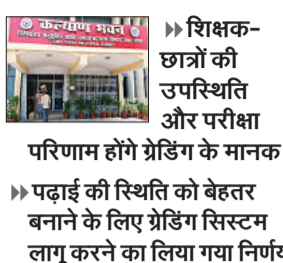 कल्याण भवन
शिक्षक-
छात्रों की
उपस्थिति
और परीक्षा
परिणाम होंगे ग्रेडिंग के मानक
पढ़ाई की स्थिति को बेहतर
बनाने के लिए ग्रेडिंग सिस्टम
लागू करने का लिया गया निर्णय